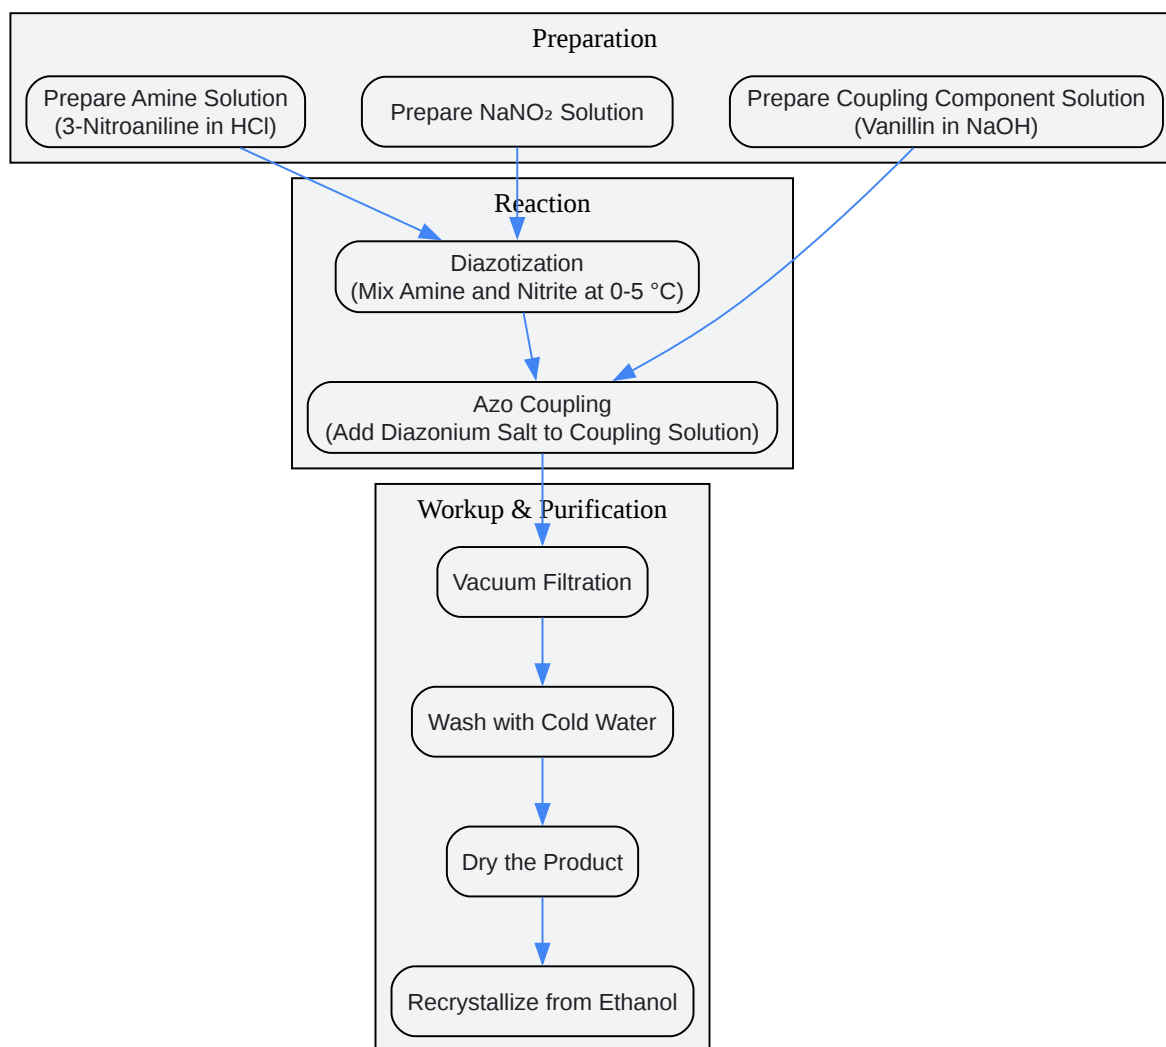 Preparation
Prepare Amine Solution
(3-Nitroaniline in HCl)
Prepare NaNO₂ Solution
Prepare Coupling Component Solution
(Vanillin in NaOH)
Reaction
Diazotization
(Mix Amine and Nitrite at 0-5 °C)
Azo Coupling
(Add Diazonium Salt to Coupling Solution)
Workup & Purification
Vacuum Filtration
Wash with Cold Water
Dry the Product
Recrystallize from Ethanol